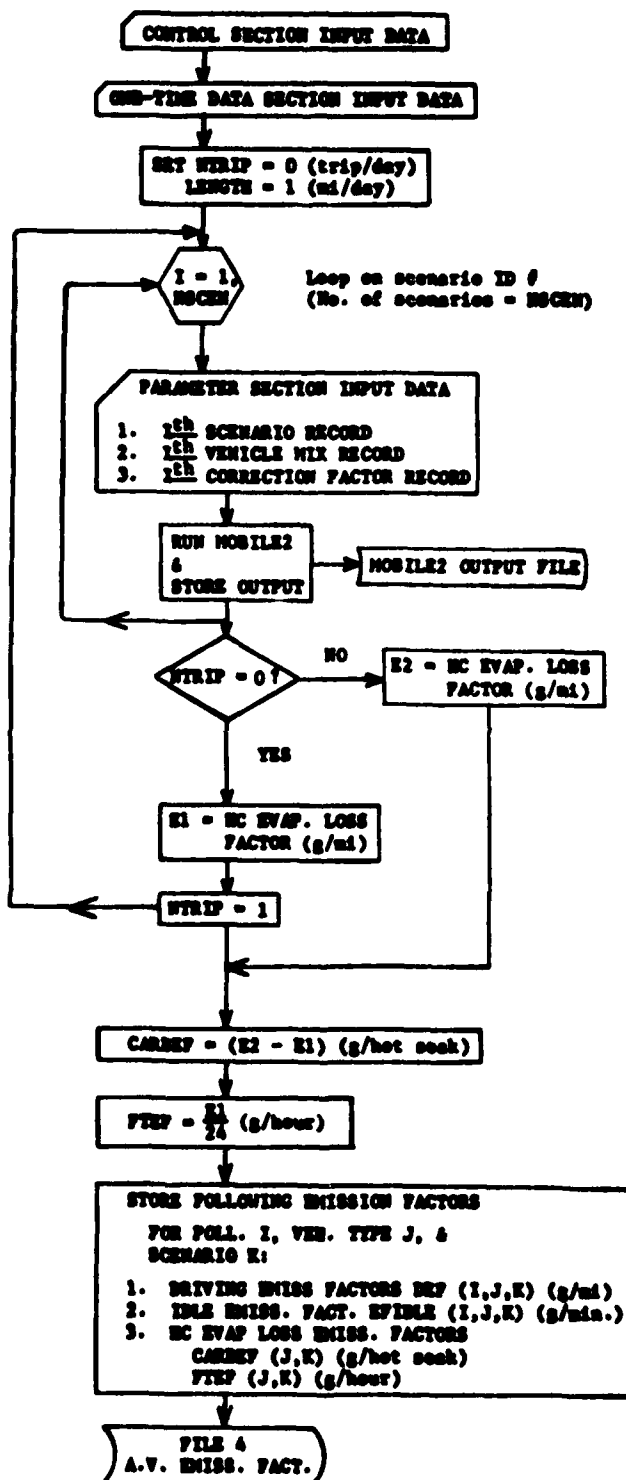 CONTROL SECTION INPUT DATA
ONE-TIME DATA SECTION INPUT DATA
SET NTRIP = 0 (trip/day)
LENGTH = 1 (mi/day)
I = 1,
NSCEN
Loop on scenario ID #
(No. of scenarios = NSCEN)
PARAMETER SECTION INPUT DATA
1. Ith SCENARIO RECORD
2. Ith VEHICLE MIX RECORD
3. Ith CORRECTION FACTOR RECORD
RUN MOBILE2
&
STORE OUTPUT
MOBILE2 OUTPUT FILE
NTRIP = 0?
NO
E2 = HC EVAP. LOSS
FACTOR (g/mi)
YES
E1 = HC EVAP. LOSS
FACTOR (g/mi)
NTRIP = 1
CARBEF = (E2 - E1) (g/hot soak)
FTEF = E1/24 (g/hour)
STORE FOLLOWING EMISSION FACTORS
FOR POLL. I, VEH. TYPE J, &
SCENARIO K:
1. DRIVING EMISS FACTORS DEF (I,J,K) (g/mi)
2. IDLE EMISS. FACT. EFIDLE (I,J,K) (g/min.)
3. HC EVAP LOSS EMISS. FACTORS
CARBEF (J,K) (g/hot soak)
FTEF (J,K) (g/hour)
FILE 4
A.V. EMISS. FACT.